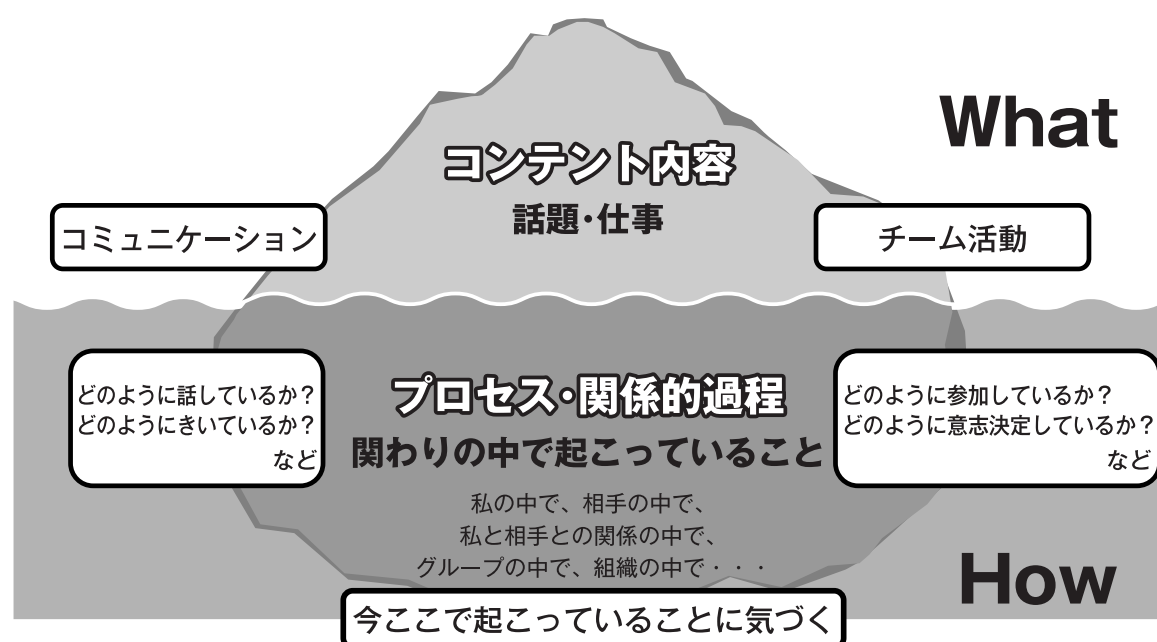 What
コンテント内容
話題・仕事
コミュニケーション
チーム活動
どのように話しているか？
どのようにきいているか？
など
プロセス・関係的過程
関わりの中で起こっていること
私の中で、相手の中で、
私と相手との関係の中で、
グループの中で、組織の中で・・・
どのように参加しているか？
どのように意志決定しているか？
など
How
今ここで起こっていることに気づく